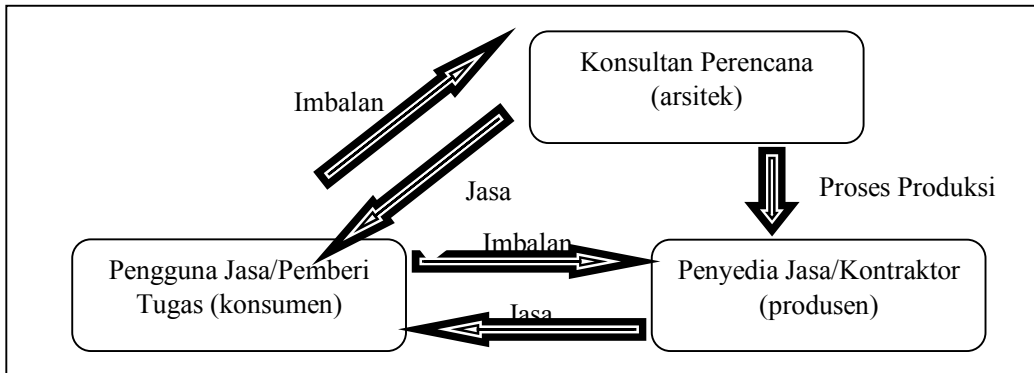 Konsultan Perencana
(arsitek)
Imbalan
Jasa
Proses Produksi
Imbalan
Pengguna Jasa/Pemberi
Tugas (konsumen)
Penyedia Jasa/Kontraktor
(produsen)
Jasa